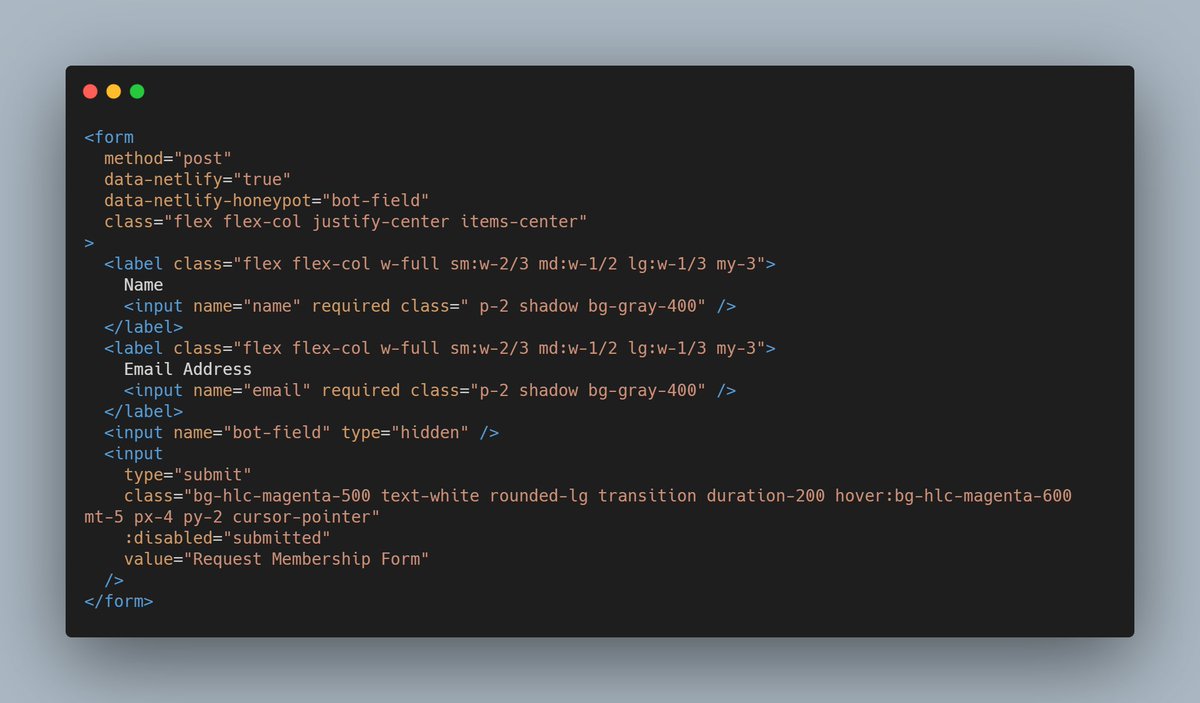 <form
  method="post"
  data-netlify="true"
  data-netlify-honeypot="bot-field"
  class="flex flex-col justify-center items-center"
>
  <label class="flex flex-col w-full sm:w-2/3 md:w-1/2 lg:w-1/3 my-3">
    Name
    <input name="name" required class=" p-2 shadow bg-gray-400" />
  </label>
  <label class="flex flex-col w-full sm:w-2/3 md:w-1/2 lg:w-1/3 my-3">
    Email Address
    <input name="email" required class="p-2 shadow bg-gray-400" />
  </label>
  <input name="bot-field" type="hidden" />
  <input
    type="submit"
    class="bg-hlc-magenta-500 text-white rounded-lg transition duration-200 hover:bg-hlc-magenta-600
mt-5 px-4 py-2 cursor-pointer"
    :disabled="submitted"
    value="Request Membership Form"
  />
</form>